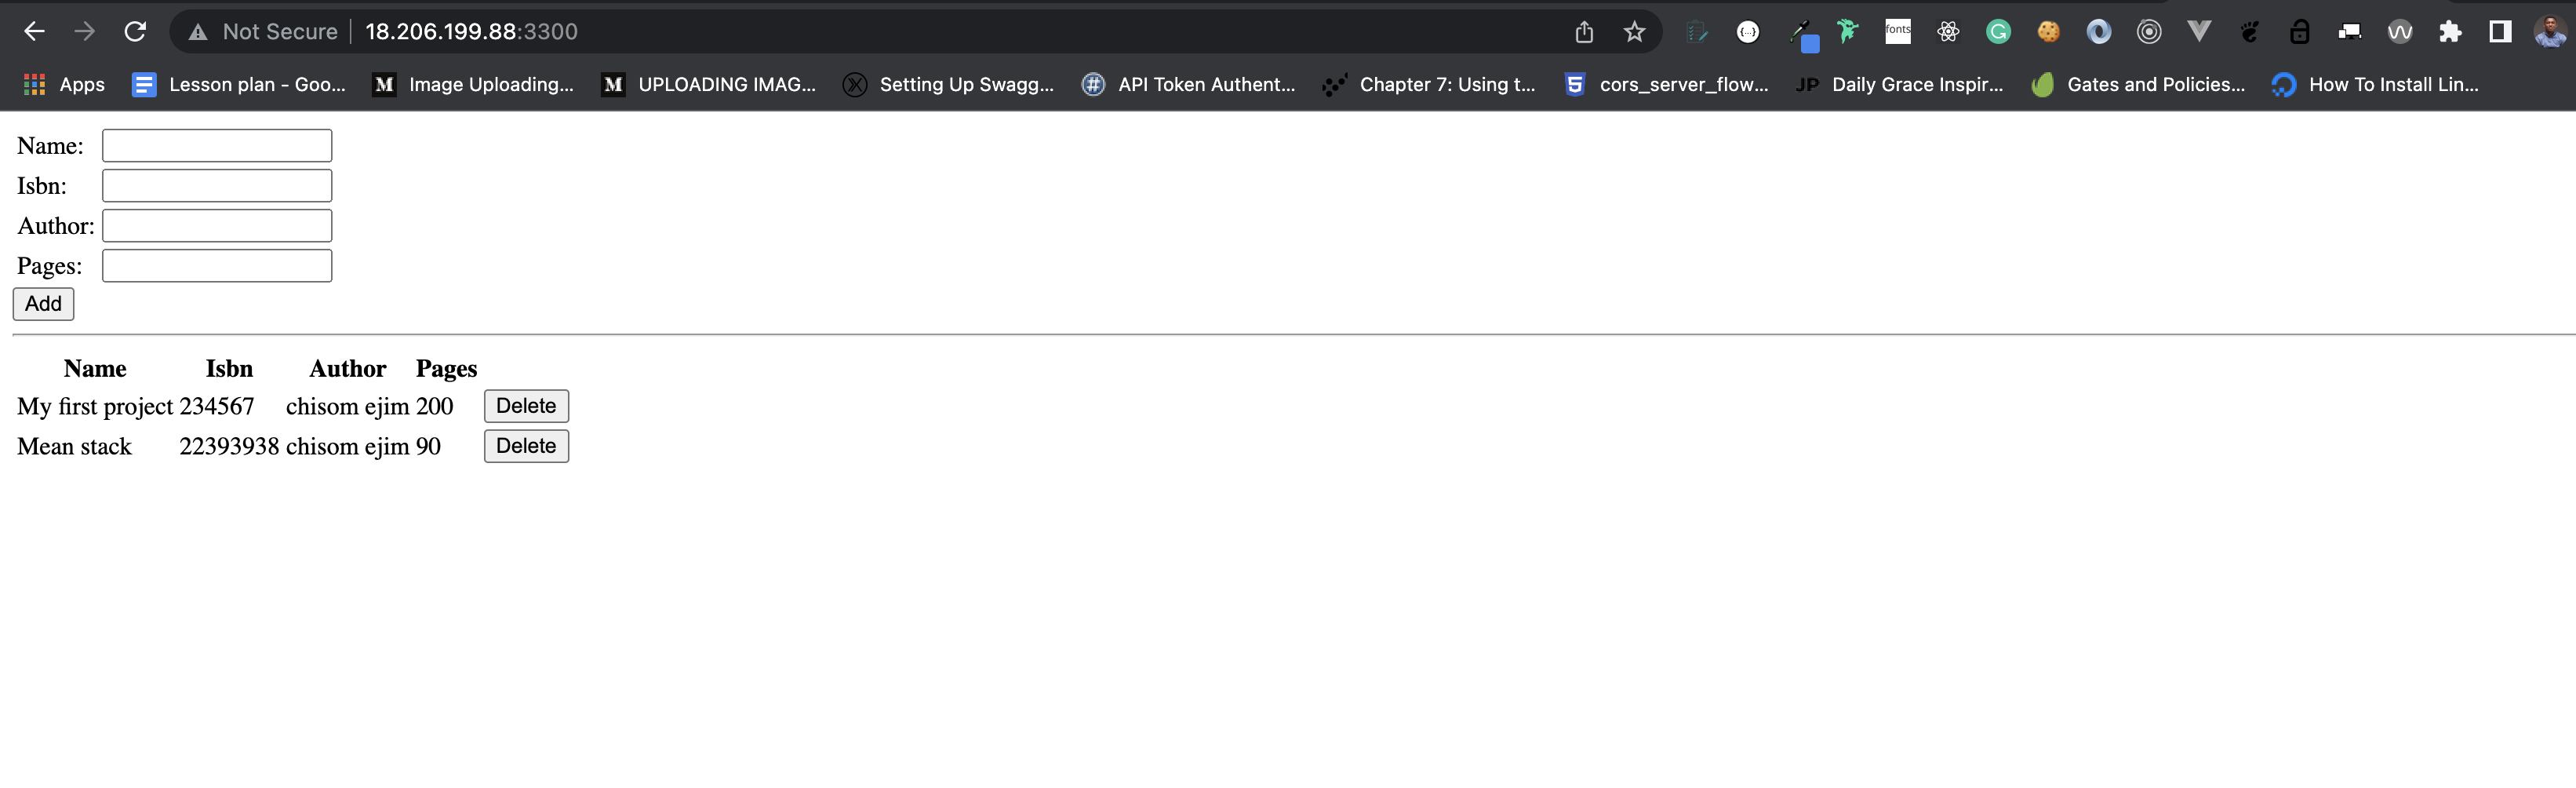 Not Secure 18.206.199.88:3300
{...} fonts G
Apps Lesson plan - Goo... M Image Uploading... M UPLOADING IMAG... Setting Up Swagg... # API Token Authent... Chapter 7: Using t... 5 cors_server_flow... JP Daily Grace Inspir... Gates and Policies... How To Install Lin...
Name:
Isbn:
Author:
Pages:
Add
Name Isbn Author Pages
My first project 234567 chisom ejim 200 Delete
Mean stack 22393938 chisom ejim 90 Delete